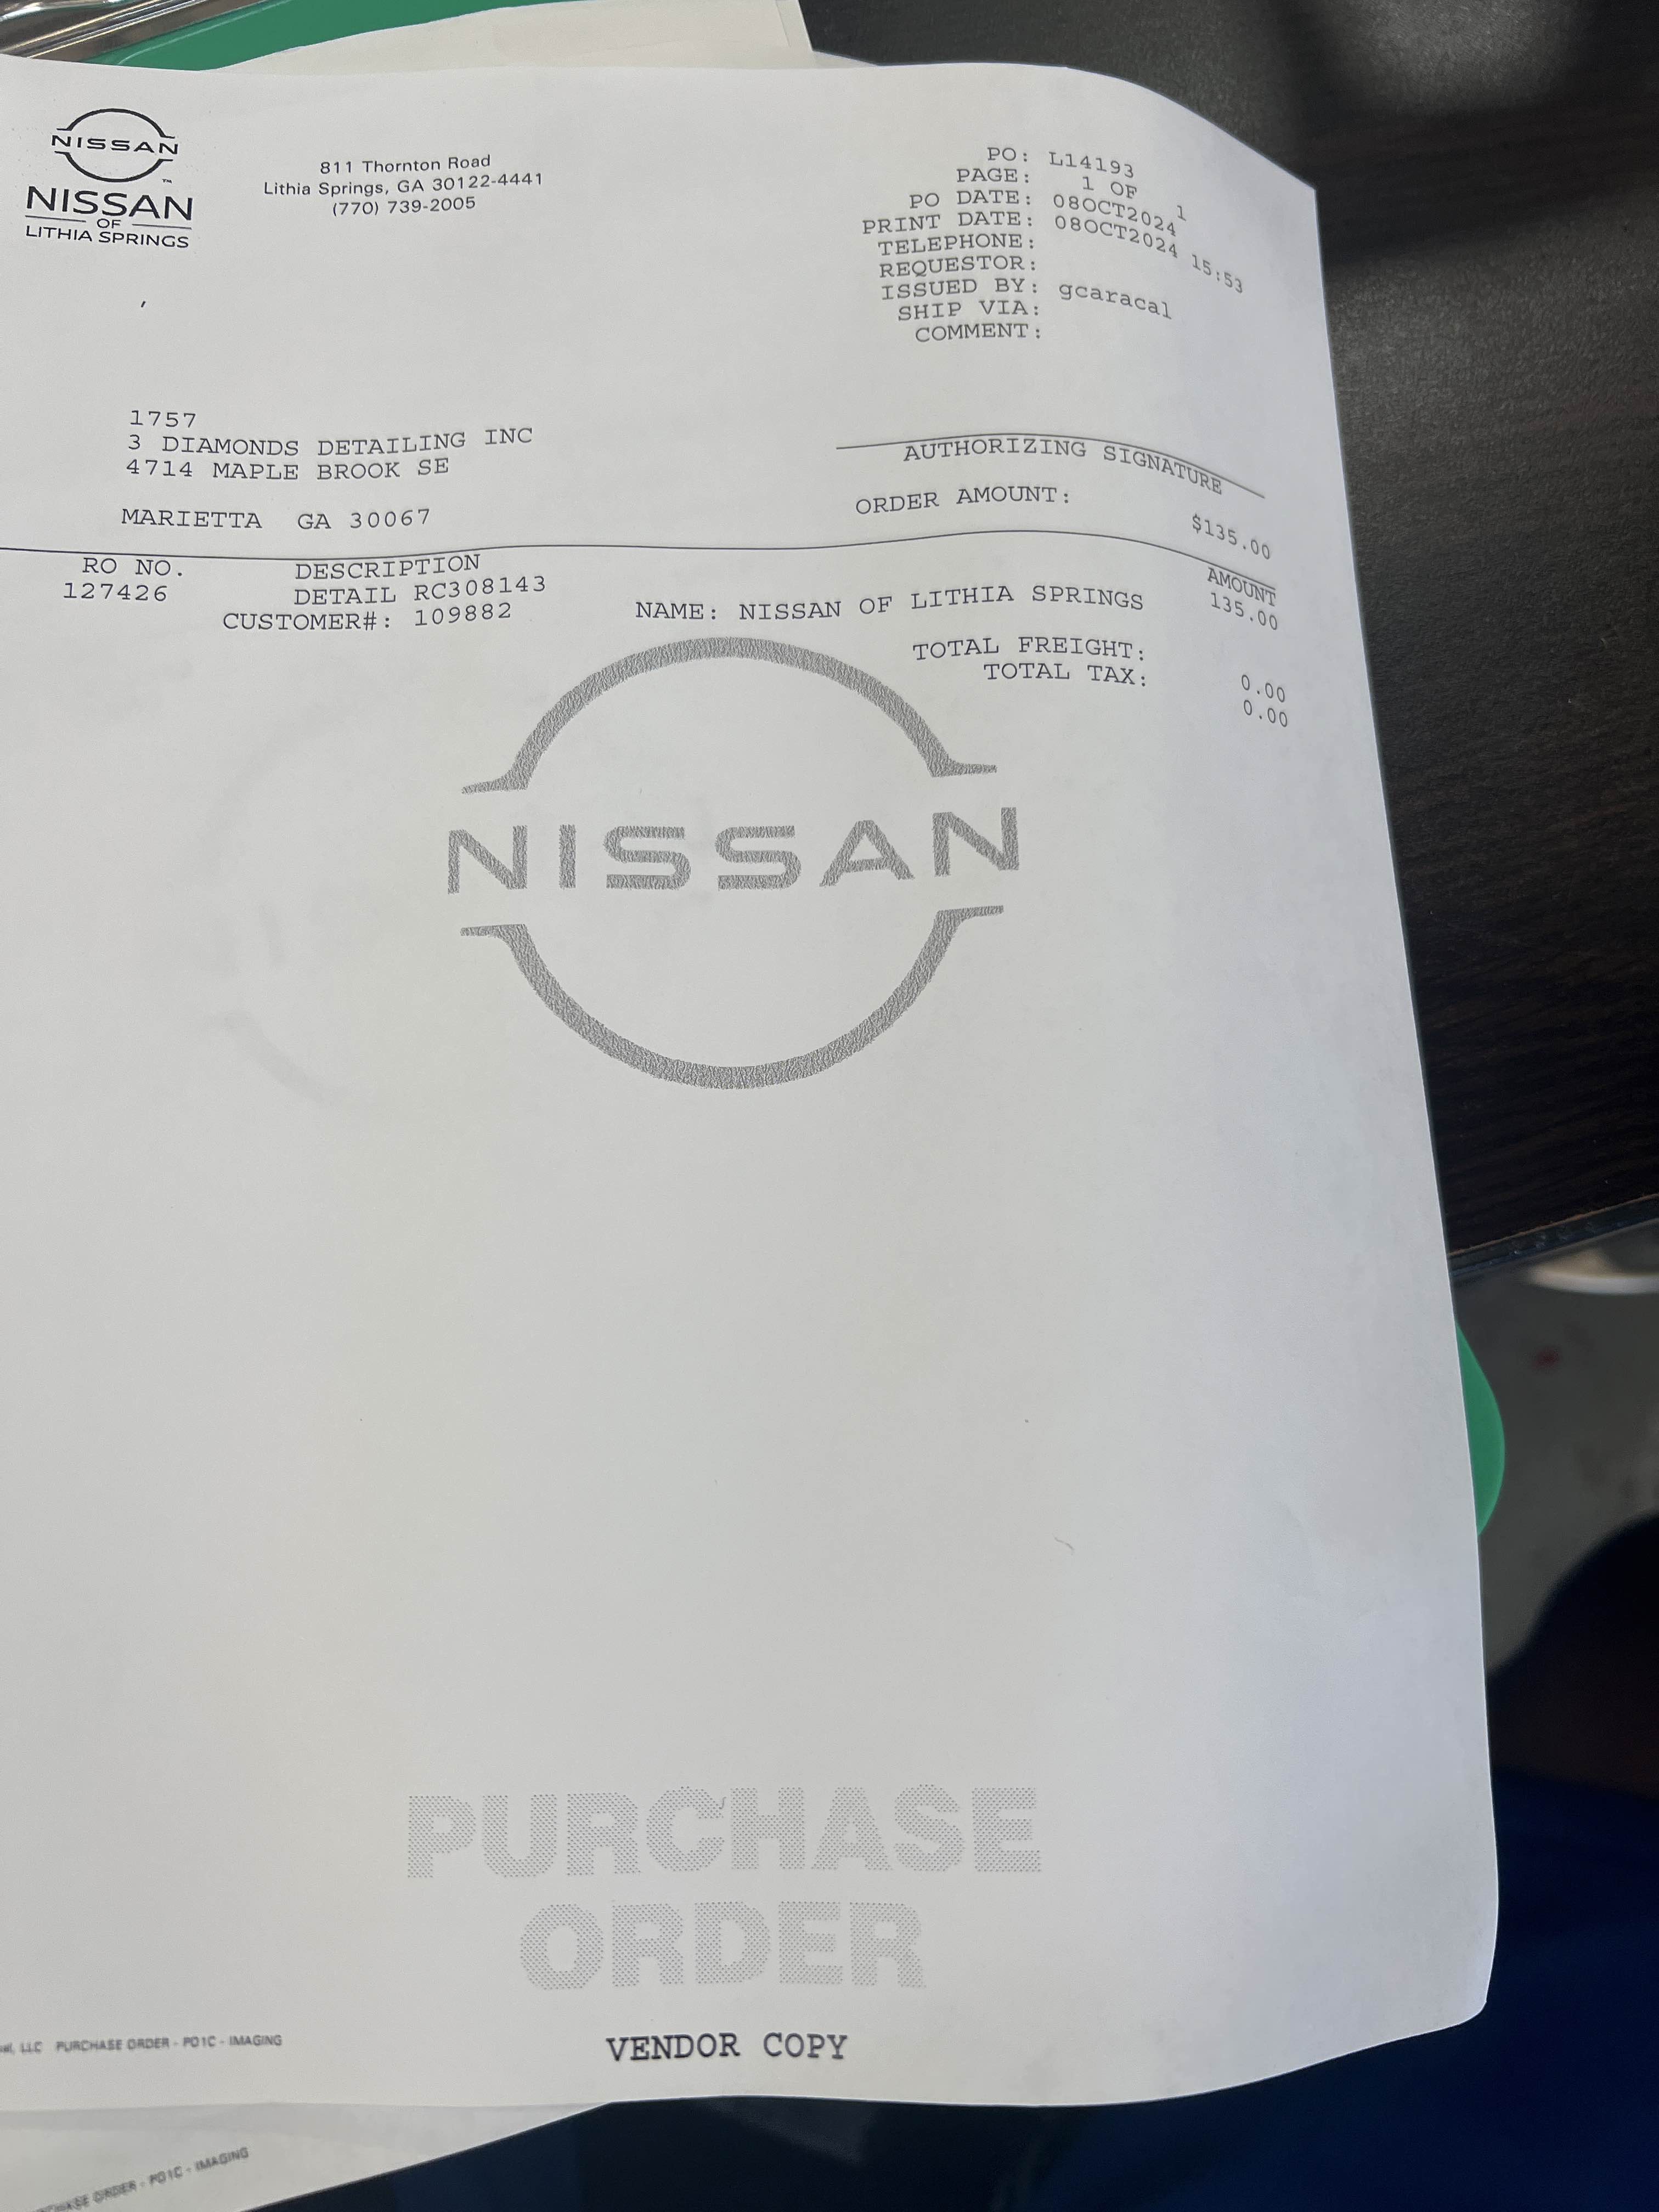 NISSAN
NISSAN
OF
LITHIA SPRINGS
811 Thornton Road
Lithia Springs, GA 30122-4441
(770) 739-2005
PO: L14193
PAGE: 1 OF 1
PO DATE: 08OCT2024
PRINT DATE: 08OCT2024 15:53
TELEPHONE:
REQUESTOR:
ISSUED BY: gcaracal
SHIP VIA:
COMMENT:
1757
3 DIAMONDS DETAILING INC
4714 MAPLE BROOK SE
MARIETTA GA 30067
AUTHORIZING SIGNATURE
ORDER AMOUNT: $135.00
RO NO. DESCRIPTION AMOUNT
127426 DETAIL RC308143 135.00
CUSTOMER#: 109882 NAME: NISSAN OF LITHIA SPRINGS
TOTAL FREIGHT: 0.00
TOTAL TAX: 0.00
NISSAN
PURCHASE
ORDER
LLC PURCHASE ORDER - PO1C - IMAGING
VENDOR COPY
ORDER - PO1C - IMAGING